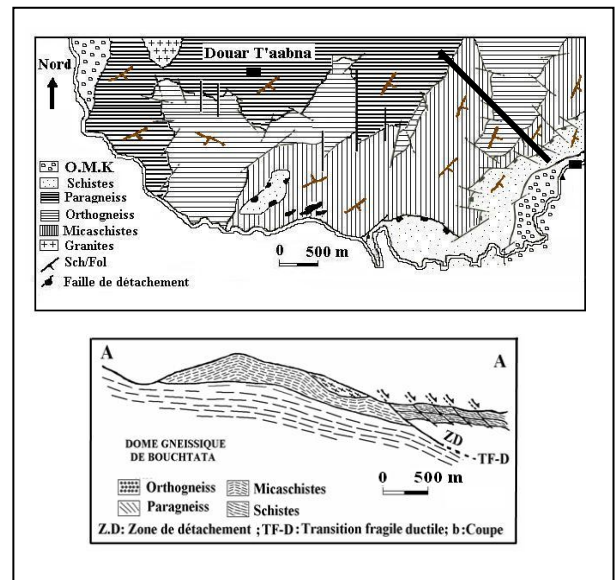 Douar T'aabna
Nord
O.M.K
Schistes
Paragneiss
Orthogneiss
Micaschistes
Granites
Sch/Fol
Faille de détachement
0 500 m
A A
ZD
TF-D
DOME GNEISSIQUE
DE BOUCHTATA
0 500 m
Orthogneiss Micaschistes
Paragneiss Schistes
Z.D: Zone de détachement ; TF-D : Transition fragile ductile; b :Coupe